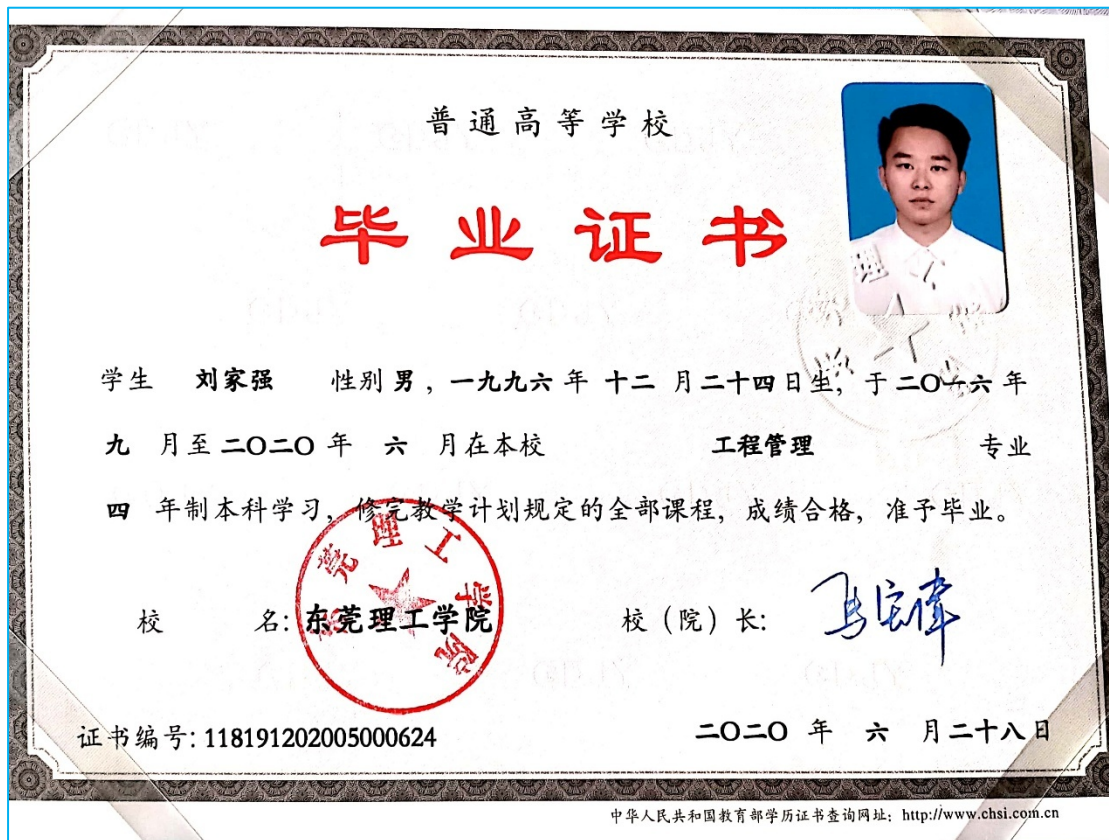 普通高等学校
毕业证书
学生 刘家强 性别 男，一九九六 年 十二 月二十四日生，于 二〇一六 年
九 月至 二〇二〇 年 六 月在本校 工程管理 专业
四 年制本科学习，修完教学计划规定的全部课程，成绩合格，准予毕业。
东莞理工学院
校 名：东莞理工学院 校（院）长：
证书编号：118191202005000624 二〇二〇 年 六 月二十八日
中华人民共和国教育部学历证书查询网址：http://www.chsi.com.cn